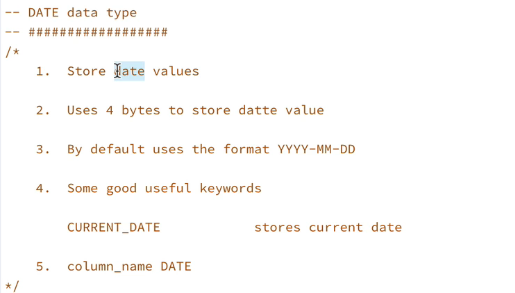 -- DATE data type
-- ##################
/*
1. Store date values
2. Uses 4 bytes to store datte value
3. By default uses the format YYYY-MM-DD
4. Some good useful keywords
CURRENT_DATE stores current date
5. column_name DATE
*/